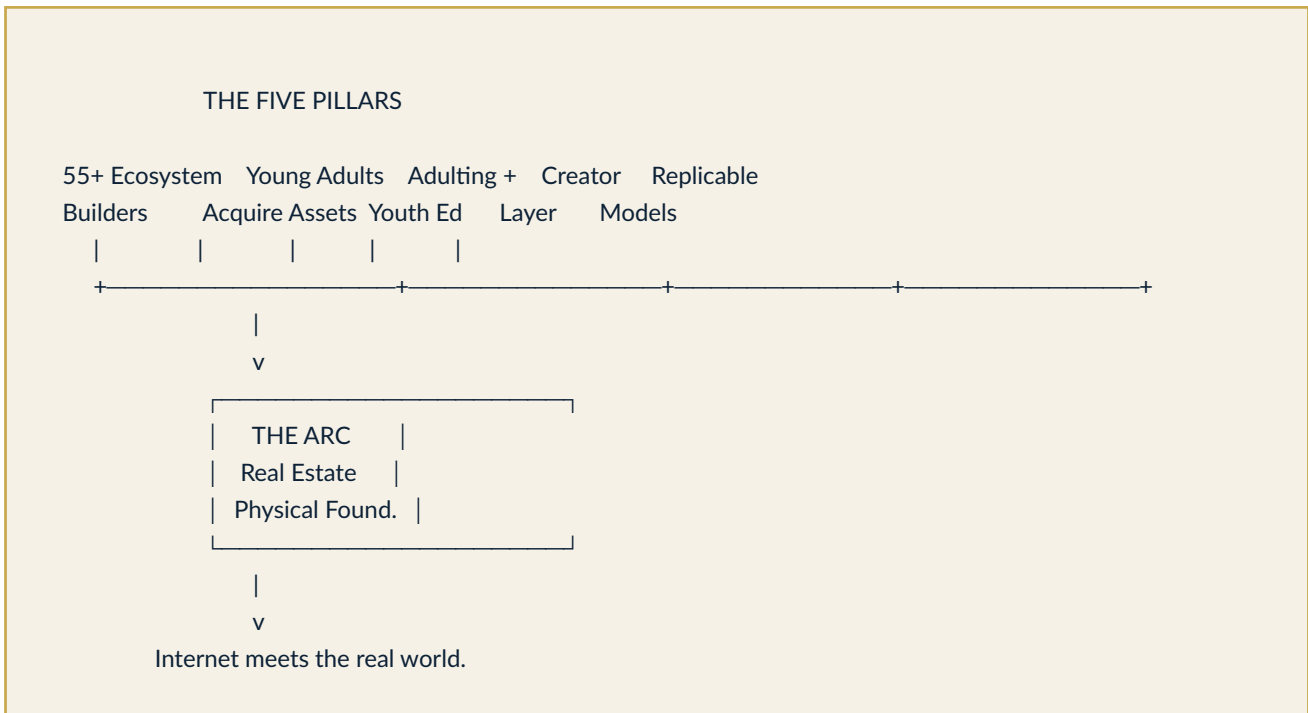 THE FIVE PILLARS
55+ Ecosystem Young Adults Adulting + Creator Replicable
Builders Acquire Assets Youth Ed Layer Models
| | | | |
+————————————————+——————————————+—————————————+—————————————+
|
v
┌————————————————————┐
| THE ARC |
| Real Estate |
| Physical Found. |
└————————————————————┘
|
v
Internet meets the real world.